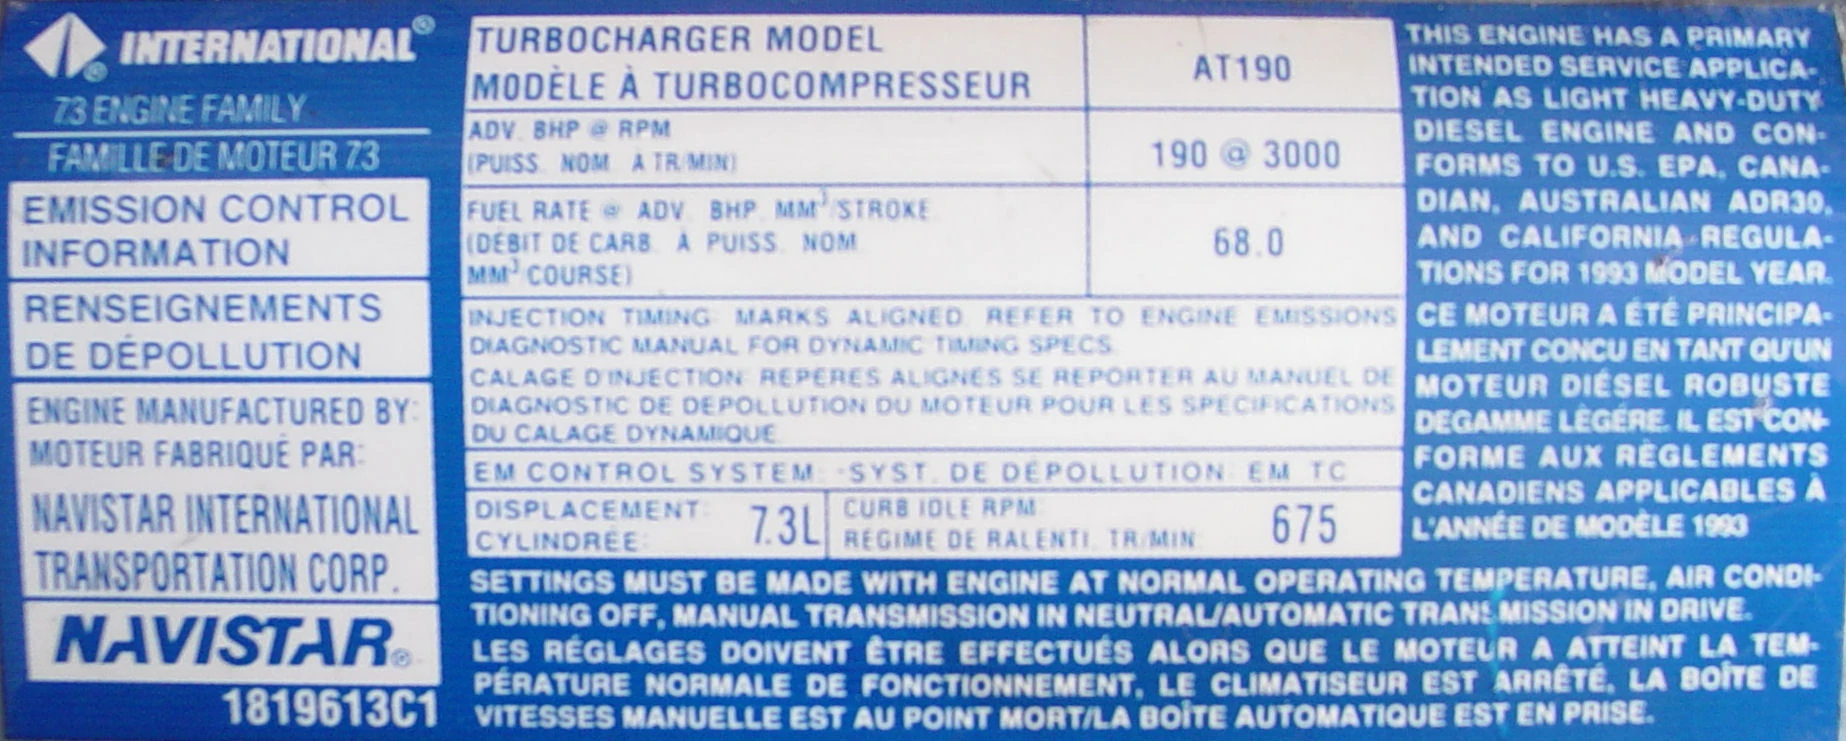 INTERNATIONAL®
7.3 ENGINE FAMILY
FAMILLE DE MOTEUR 7.3
EMISSION CONTROL
INFORMATION
RENSEIGNEMENTS
DE DÉPOLLUTION
ENGINE MANUFACTURED BY:
MOTEUR FABRIQUÉ PAR:
NAVISTAR INTERNATIONAL
TRANSPORTATION CORP.
NAVISTAR®
1819613C1
TURBOCHARGER MODEL
MODÈLE À TURBOCOMPRESSEUR
AT190
ADV. BHP @ RPM
(PUISS. NOM. À TR/MIN)
190 @ 3000
FUEL RATE @ ADV. BHP, MM³/STROKE
(DÉBIT DE CARB. À PUISS. NOM.
MM³ COURSE)
68.0
INJECTION TIMING: MARKS ALIGNED. REFER TO ENGINE EMISSIONS
DIAGNOSTIC MANUAL FOR DYNAMIC TIMING SPECS.
CALAGE D'INJECTION: REPÈRES ALIGNÉS SE REPORTER AU MANUEL DE
DIAGNOSTIC DE DÉPOLLUTION DU MOTEUR POUR LES SPÉCIFICATIONS
DU CALAGE DYNAMIQUE.
EM CONTROL SYSTEM: -SYST. DE DÉPOLLUTION: EM TC
DISPLACEMENT:
CYLINDRÉE:
7.3L
CURB IDLE RPM:
RÉGIME DE RALENTI, TR/MIN:
675
THIS ENGINE HAS A PRIMARY
INTENDED SERVICE APPLICA-
TION AS LIGHT HEAVY-DUTY
DIESEL ENGINE AND CON-
FORMS TO U.S. EPA, CANA-
DIAN, AUSTRALIAN ADR30,
AND CALIFORNIA REGULA-
TIONS FOR 1993 MODEL YEAR.
CE MOTEUR A ÉTÉ PRINCIPA-
LEMENT CONCU EN TANT QU'UN
MOTEUR DIÉSEL ROBUSTE
DEGAMME LÉGÉRE. IL EST CON-
FORME AUX RÈGLEMENTS
CANADIENS APPLICABLES À
L'ANNÉE DE MODÈLE 1993
SETTINGS MUST BE MADE WITH ENGINE AT NORMAL OPERATING TEMPERATURE, AIR CONDI-
TIONING OFF, MANUAL TRANSMISSION IN NEUTRAL/AUTOMATIC TRANSMISSION IN DRIVE.
LES RÉGLAGES DOIVENT ÊTRE EFFECTUÉS ALORS QUE LE MOTEUR A ATTEINT LA TEM-
PÉRATURE NORMALE DE FONCTIONNEMENT, LE CLIMATISEUR EST ARRÊTÉ, LA BOÎTE DE
VITESSES MANUELLE EST AU POINT MORT/LA BOÎTE AUTOMATIQUE EST EN PRISE.